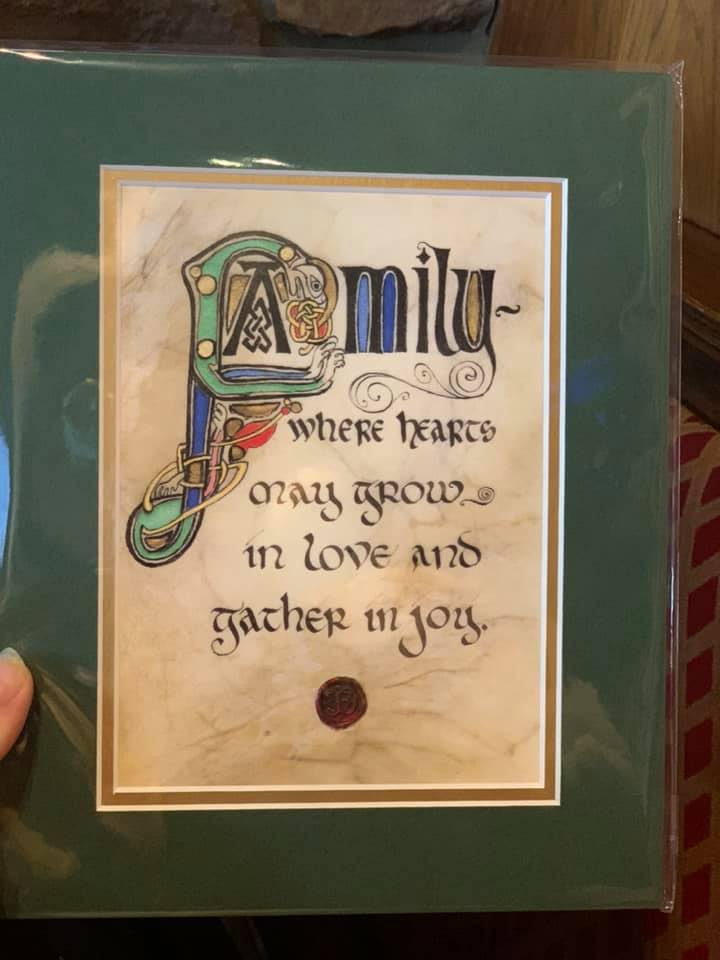 Family ~
where hearts
may grow
in love and
gather in joy.